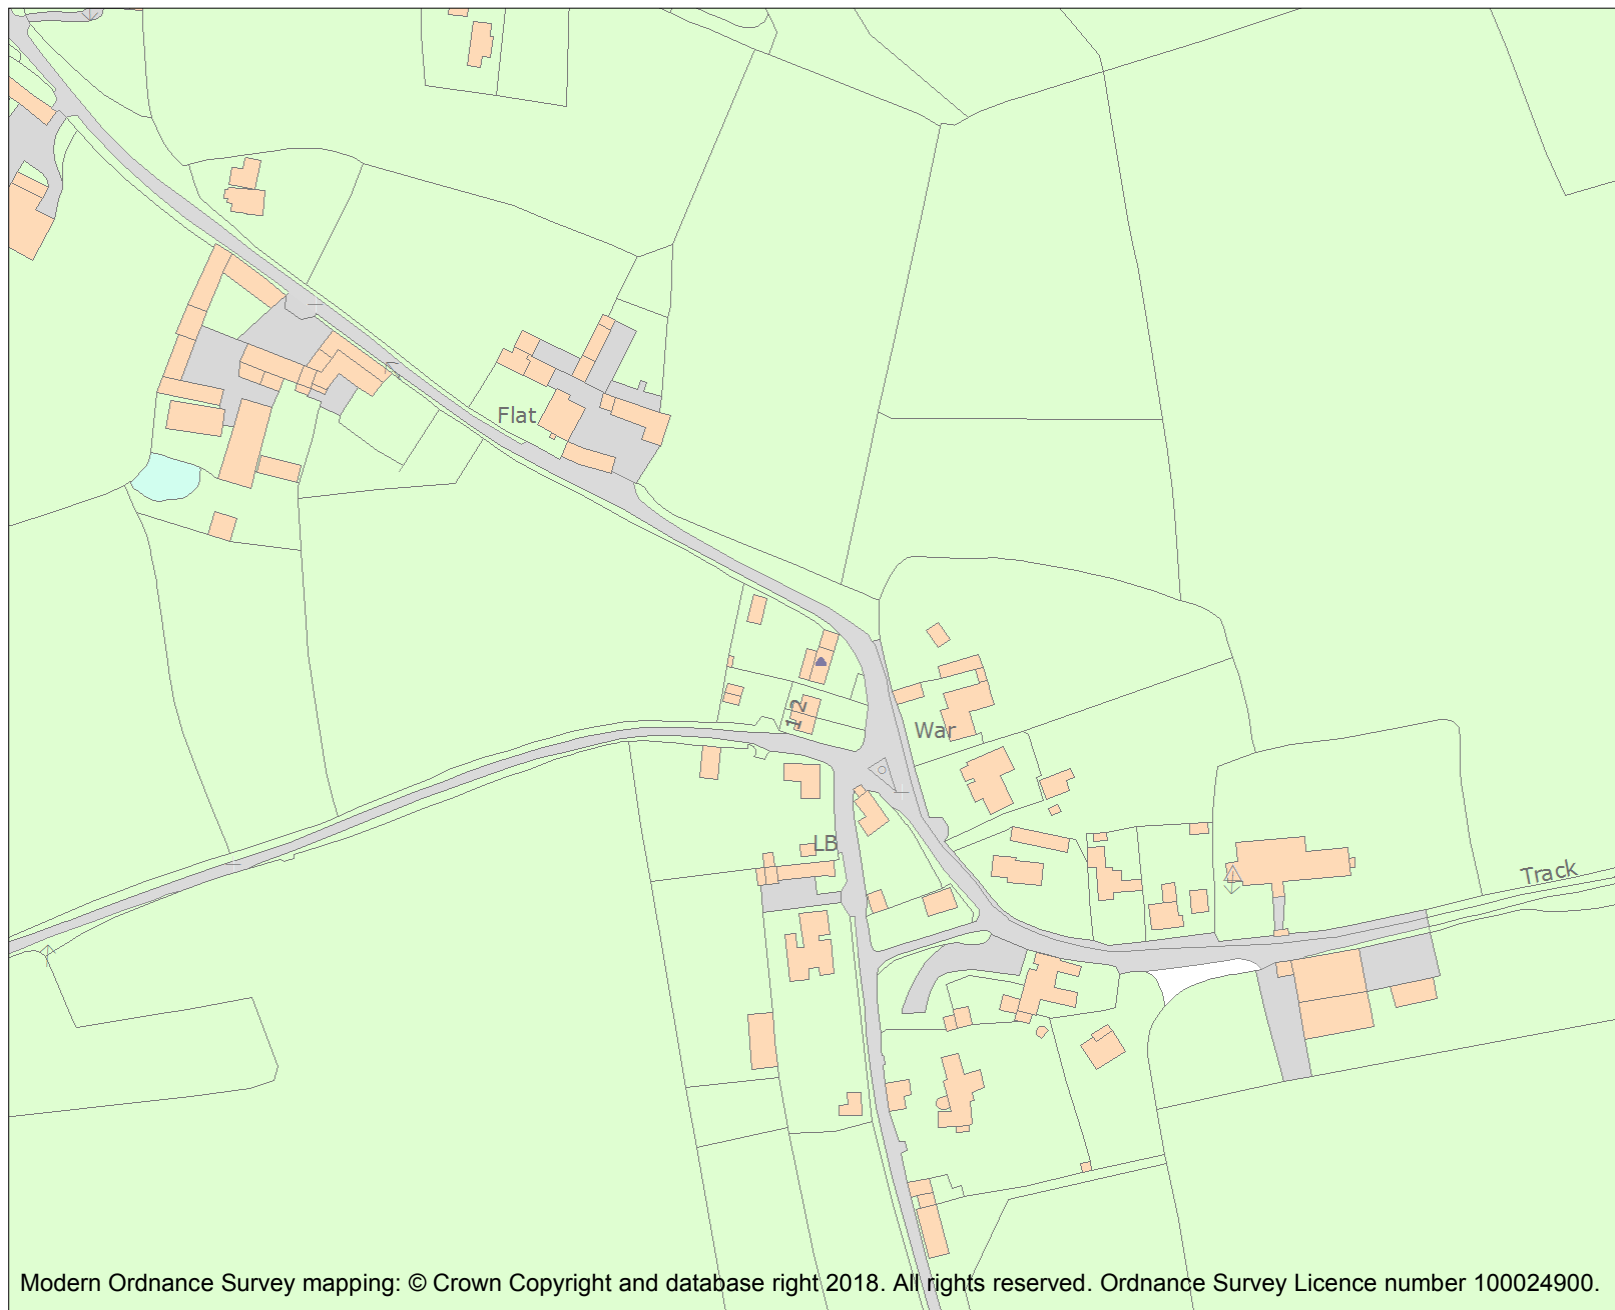 Flat
12
War
LB
Track
Modern Ordnance Survey mapping: © Crown Copyright and database right 2018. All rights reserved. Ordnance Survey Licence number 100024900.